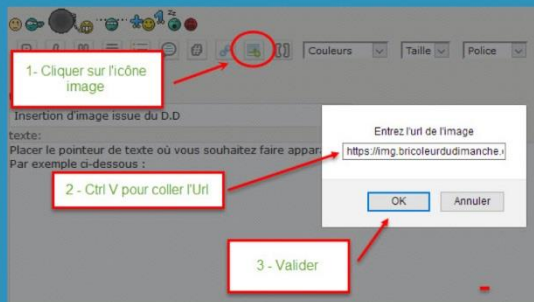 Couleurs
Taille
Police
1- Cliquer sur l'icône
image
Insertion d'image issue du D.D
texte:
Placer le pointeur de texte où vous souhaitez faire appar
Par exemple ci-dessous :
Entrez l'url de l'image
https://img.bricoleurdudimanche.
2 - Ctrl V pour coller l'Url
OK
Annuler
3 - Valider